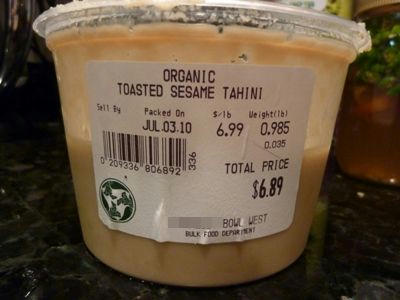 ORGANIC
TOASTED SESAME TAHINI
Sell By Packed On $/lb Weight(lb)
JUL.03.10 6.99 0.985
0.035
0 209336 806892
336
TOTAL PRICE
$6.89
BOWL WEST
BULK FOOD DEPARTMENT